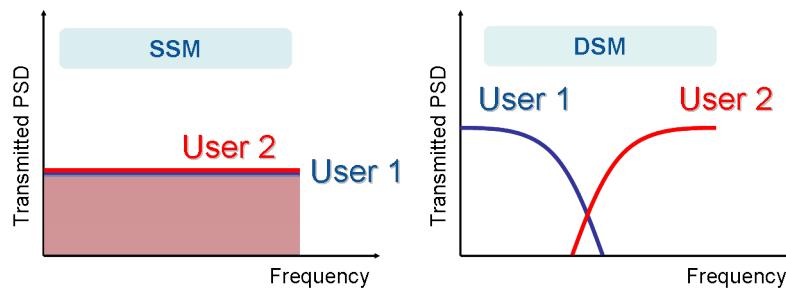 SSM
Transmitted PSD
User 2
User 1
Frequency
DSM
Transmitted PSD
User 1
User 2
Frequency